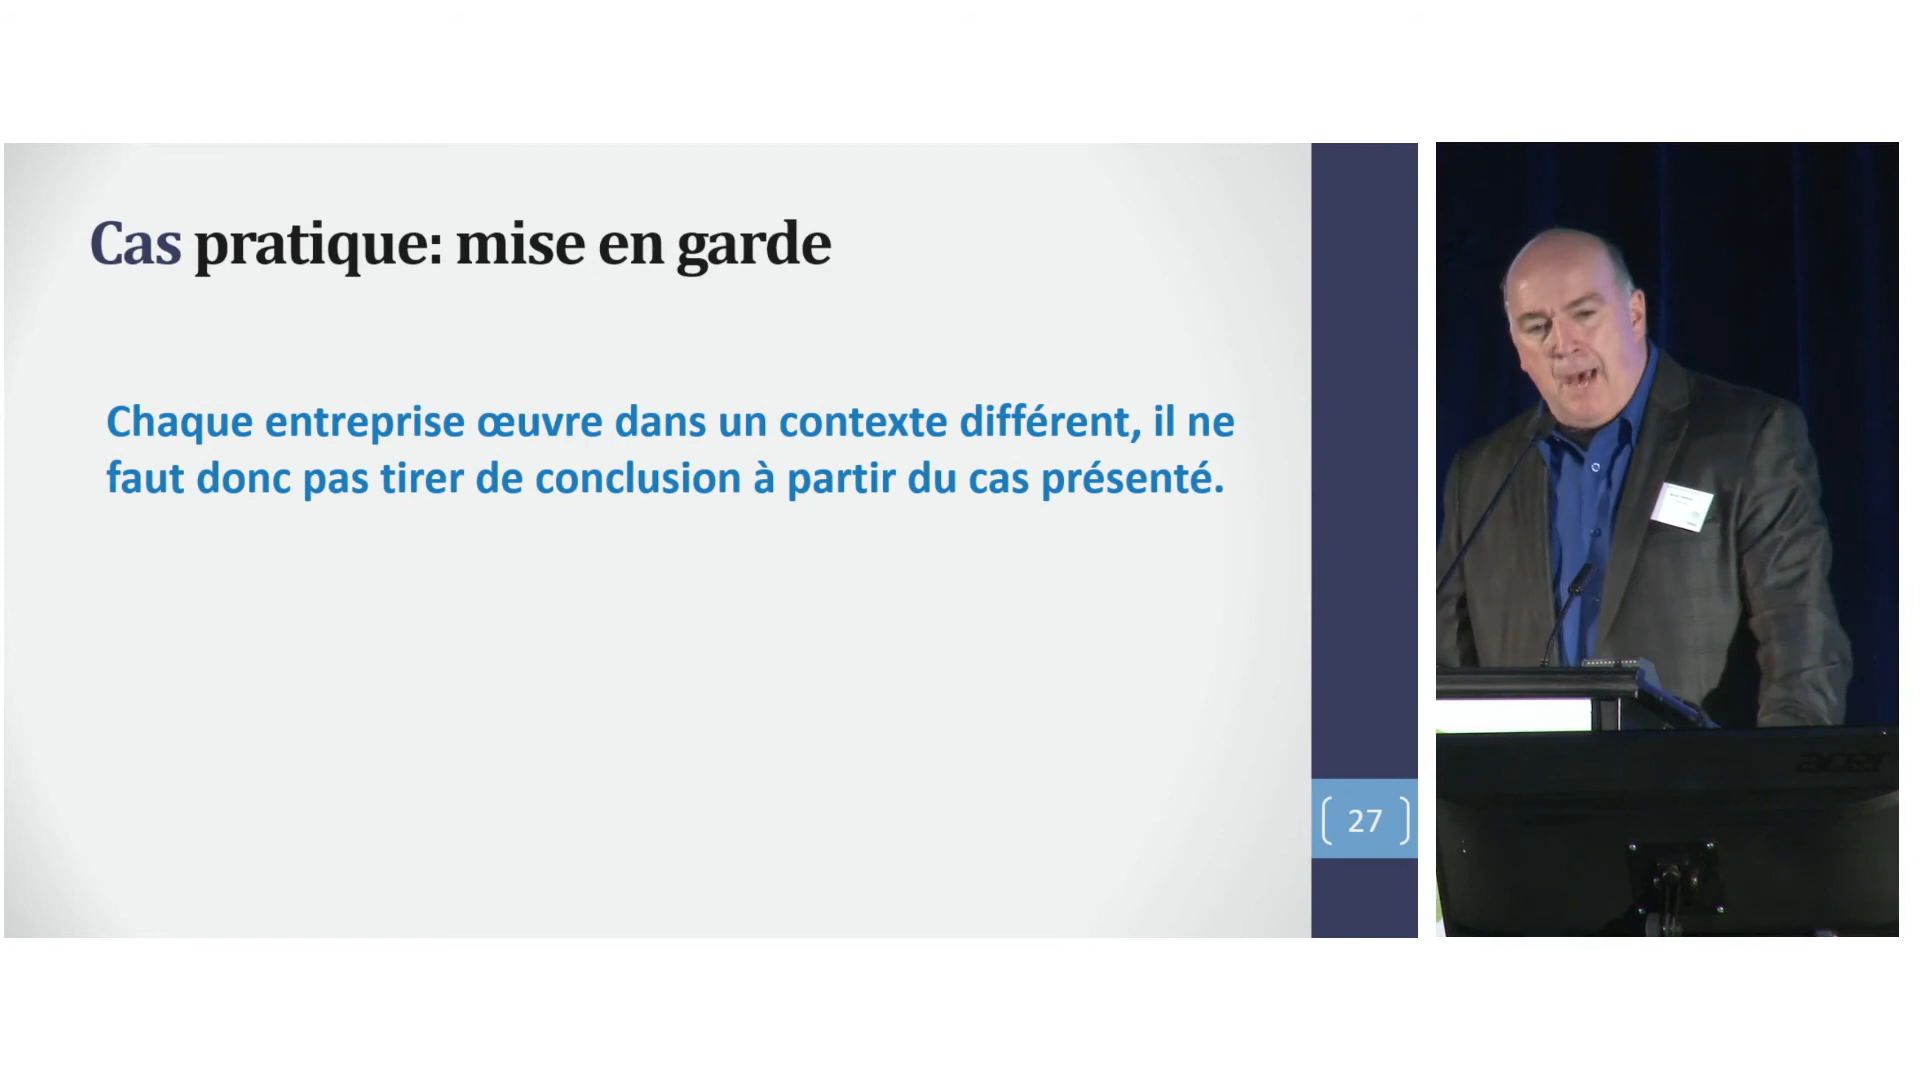 Cas pratique: mise en garde
Chaque entreprise œuvre dans un contexte différent, il ne
faut donc pas tirer de conclusion à partir du cas présenté.
27
acer